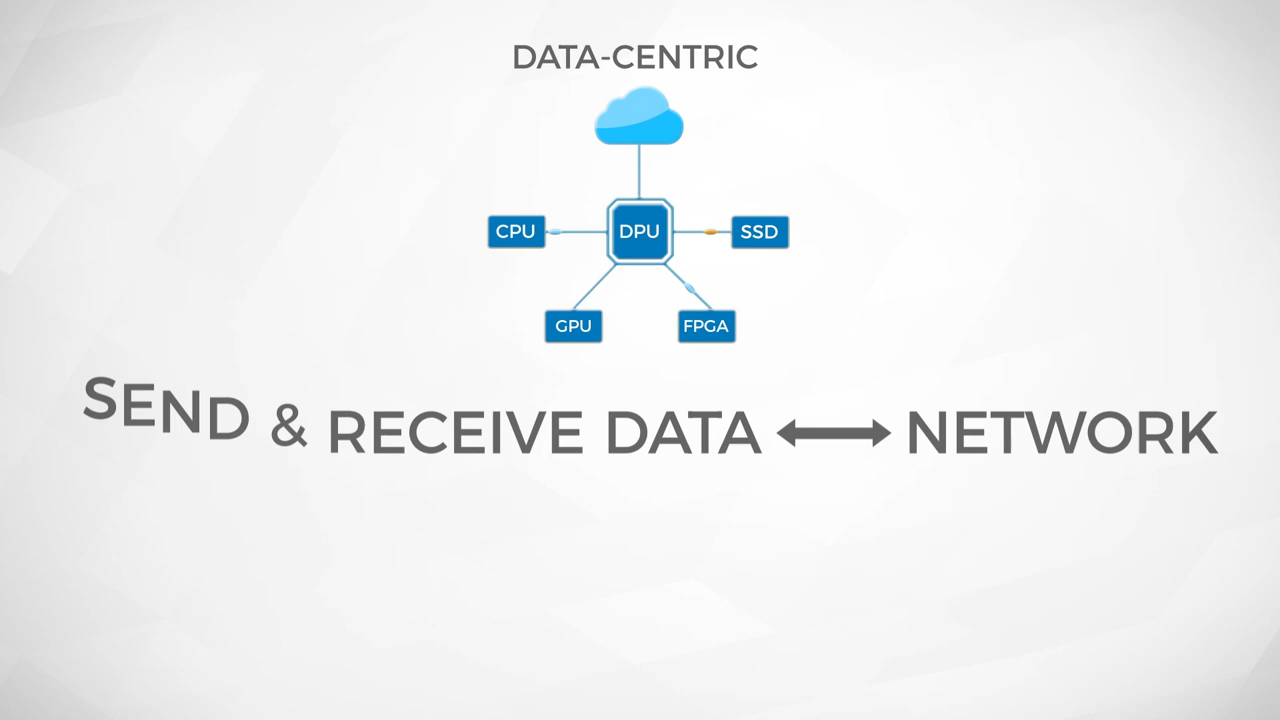 DATA-CENTRIC
CPU DPU SSD
GPU FPGA
SEND & RECEIVE DATA ↔ NETWORK